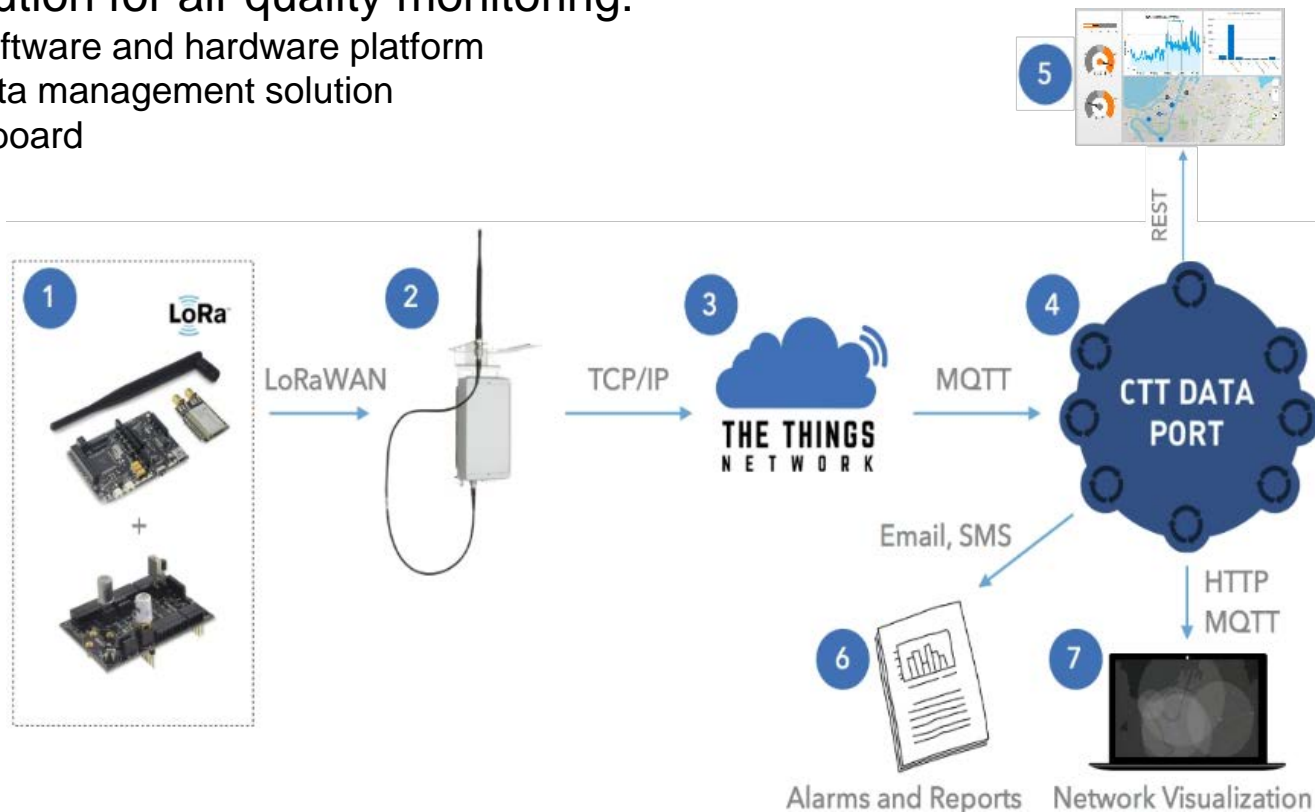 ution for air quality monitoring:
ftware and hardware platform
ta management solution
board
5
REST
1
LoRa
2
3
4
LoRaWAN
TCP/IP
MQTT
CTT DATA
PORT
THE THINGS
NETWORK
+
Email, SMS
HTTP
MQTT
6
7
Alarms and Reports
Network Visualization